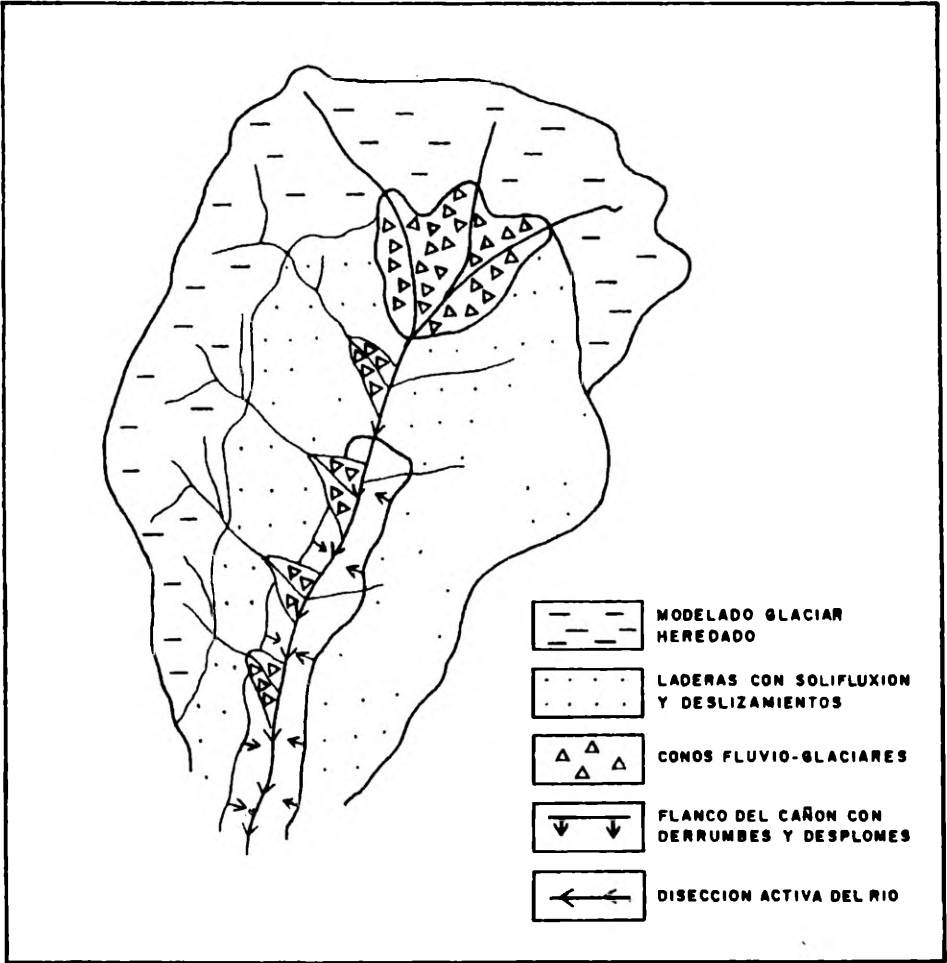 MODELADO GLACIAR
HEREDADO
LADERAS CON SOLIFLUXION
Y DESLIZAMIENTOS
CONOS FLUVIO-GLACIARES
FLANCO DEL CAÑON CON
DERRUMBES Y DESPLOMES
DISECCION ACTIVA DEL RIO